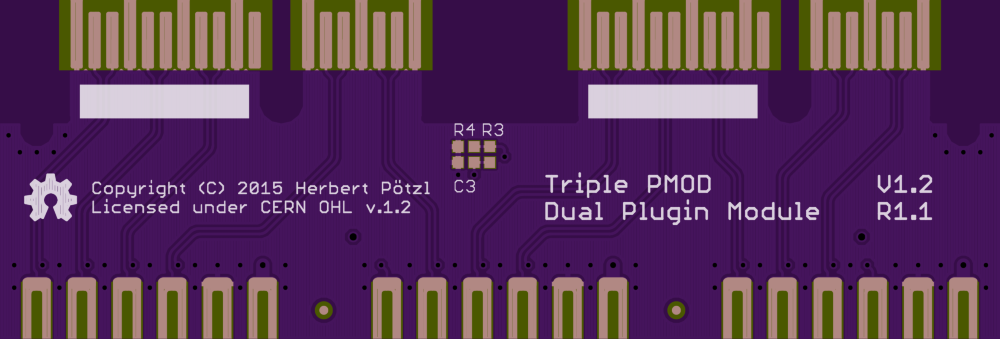 R4 R3
C3
Copyright (C) 2015 Herbert Pötzl
Licensed under CERN OHL v.1.2
Triple PMOD V1.2
Dual Plugin Module R1.1